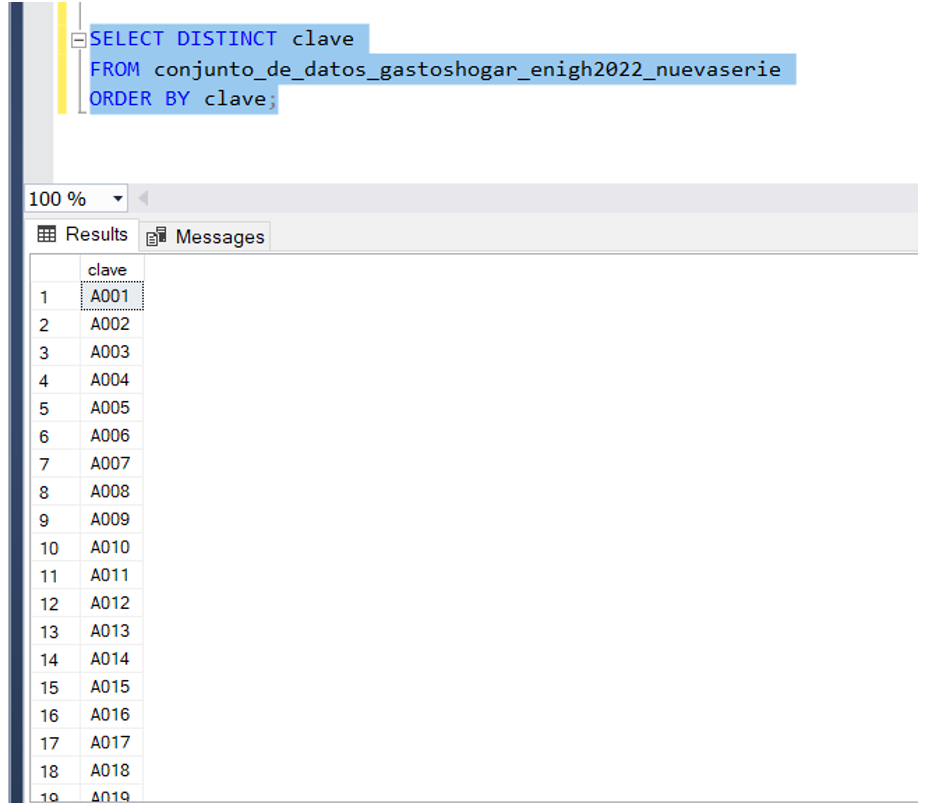 SELECT DISTINCT clave
FROM conjunto_de_datos_gastoshogar_enigh2022_nuevaserie
ORDER BY clave;
100 %
Results Messages
clave
1 A001
2 A002
3 A003
4 A004
5 A005
6 A006
7 A007
8 A008
9 A009
10 A010
11 A011
12 A012
13 A013
14 A014
15 A015
16 A016
17 A017
18 A018
19 A019